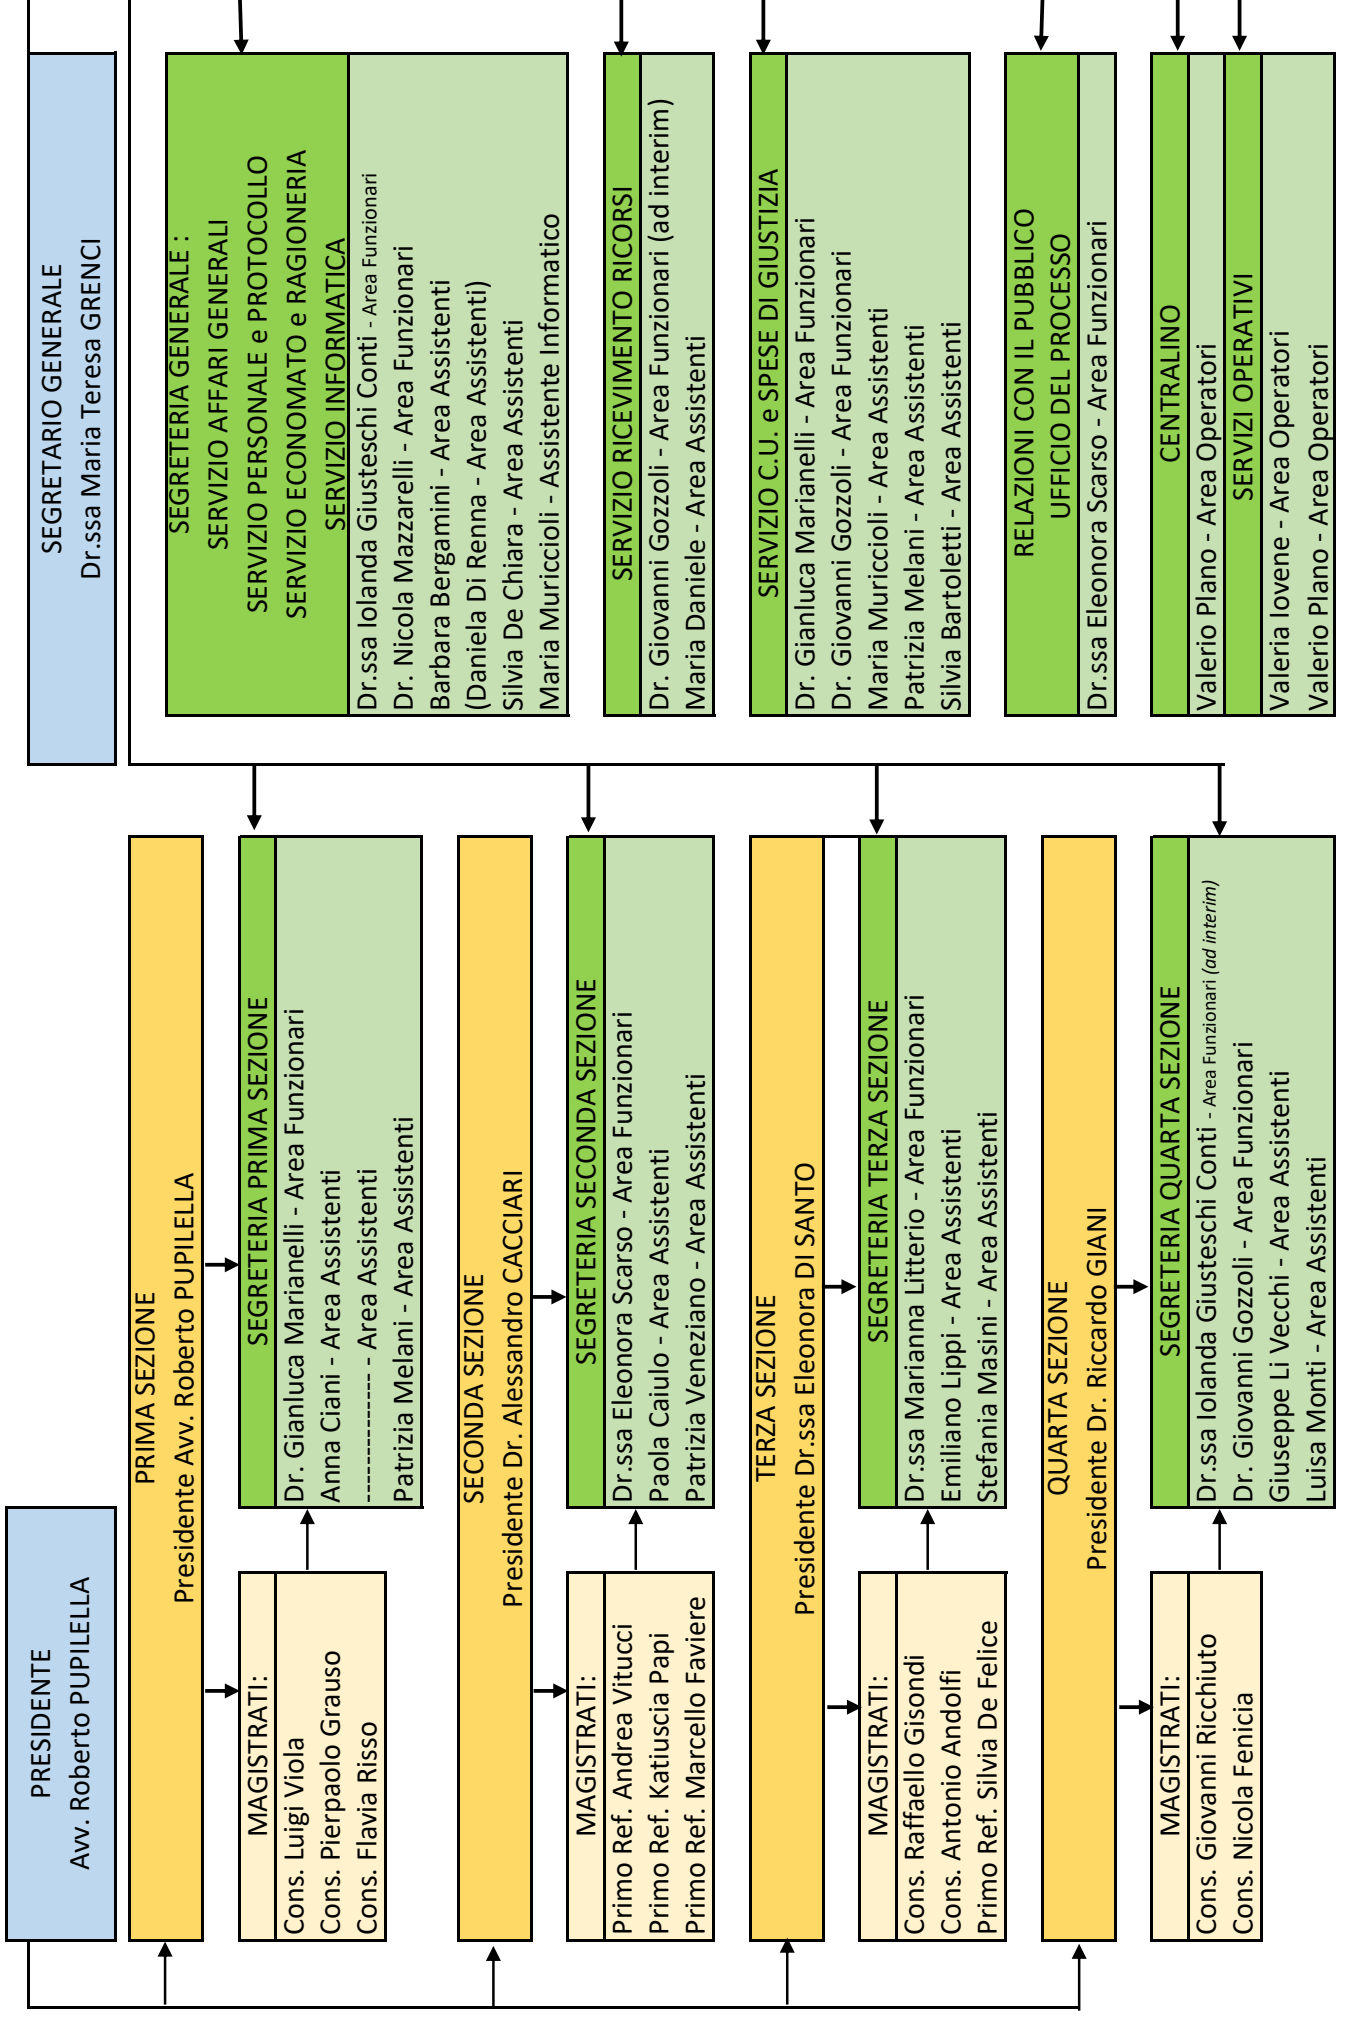 PRESIDENTE
Avv. Roberto PUPILELLA
SEGRETARIO GENERALE
Dr.ssa Maria Teresa GRENCI
PRIMA SEZIONE
Presidente Avv. Roberto PUPILELLA
MAGISTRATI:
Cons. Luigi Viola
Cons. Pierpaolo Grauso
Cons. Flavia Risso
SEGRETERIA PRIMA SEZIONE
Dr. Gianluca Marianelli - Area Funzionari
Anna Ciani - Area Assistenti
--------------- - Area Assistenti
Patrizia Melani - Area Assistenti
SECONDA SEZIONE
Presidente Dr. Alessandro CACCIARI
MAGISTRATI:
Primo Ref. Andrea Vitucci
Primo Ref. Katiuscia Papi
Primo Ref. Marcello Faviere
SEGRETERIA SECONDA SEZIONE
Dr.ssa Eleonora Scarso - Area Funzionari
Paola Caiulo - Area Assistenti
Patrizia Veneziano - Area Assistenti
TERZA SEZIONE
Presidente Dr.ssa Eleonora DI SANTO
MAGISTRATI:
Cons. Raffaello Gisondi
Cons. Antonio Andolfi
Primo Ref. Silvia De Felice
SEGRETERIA TERZA SEZIONE
Dr.ssa Marianna Litterio - Area Funzionari
Emiliano Lippi - Area Assistenti
Stefania Masini - Area Assistenti
QUARTA SEZIONE
Presidente Dr. Riccardo GIANI
MAGISTRATI:
Cons. Giovanni Ricchiuto
Cons. Nicola Fenicia
SEGRETERIA QUARTA SEZIONE
Dr.ssa Iolanda Giusteschi Conti - Area Funzionari (ad interim)
Dr. Giovanni Gozzoli - Area Funzionari
Giuseppe Li Vecchi - Area Assistenti
Luisa Monti - Area Assistenti
SEGRETERIA GENERALE :
SERVIZIO AFFARI GENERALI
SERVIZIO PERSONALE e PROTOCOLLO
SERVIZIO ECONOMATO e RAGIONERIA
SERVIZIO INFORMATICA
Dr.ssa Iolanda Giusteschi Conti - Area Funzionari
Dr. Nicola Mazzarelli - Area Funzionari
Barbara Bergamini - Area Assistenti
(Daniela Di Renna - Area Assistenti)
Silvia De Chiara - Area Assistenti
Maria Muriccioli - Assistente Informatico
SERVIZIO RICEVIMENTO RICORSI
Dr. Giovanni Gozzoli - Area Funzionari (ad interim)
Maria Daniele - Area Assistenti
SERVIZIO C.U. e SPESE DI GIUSTIZIA
Dr. Gianluca Marianelli - Area Funzionari
Dr. Giovanni Gozzoli - Area Funzionari
Maria Muriccioli - Area Assistenti
Patrizia Melani - Area Assistenti
Silvia Bartoletti - Area Assistenti
RELAZIONI CON IL PUBBLICO
UFFICIO DEL PROCESSO
Dr.ssa Eleonora Scarso - Area Funzionari
CENTRALINO
Valerio Plano - Area Operatori
SERVIZI OPERATIVI
Valeria Iovene - Area Operatori
Valerio Plano - Area Operatori